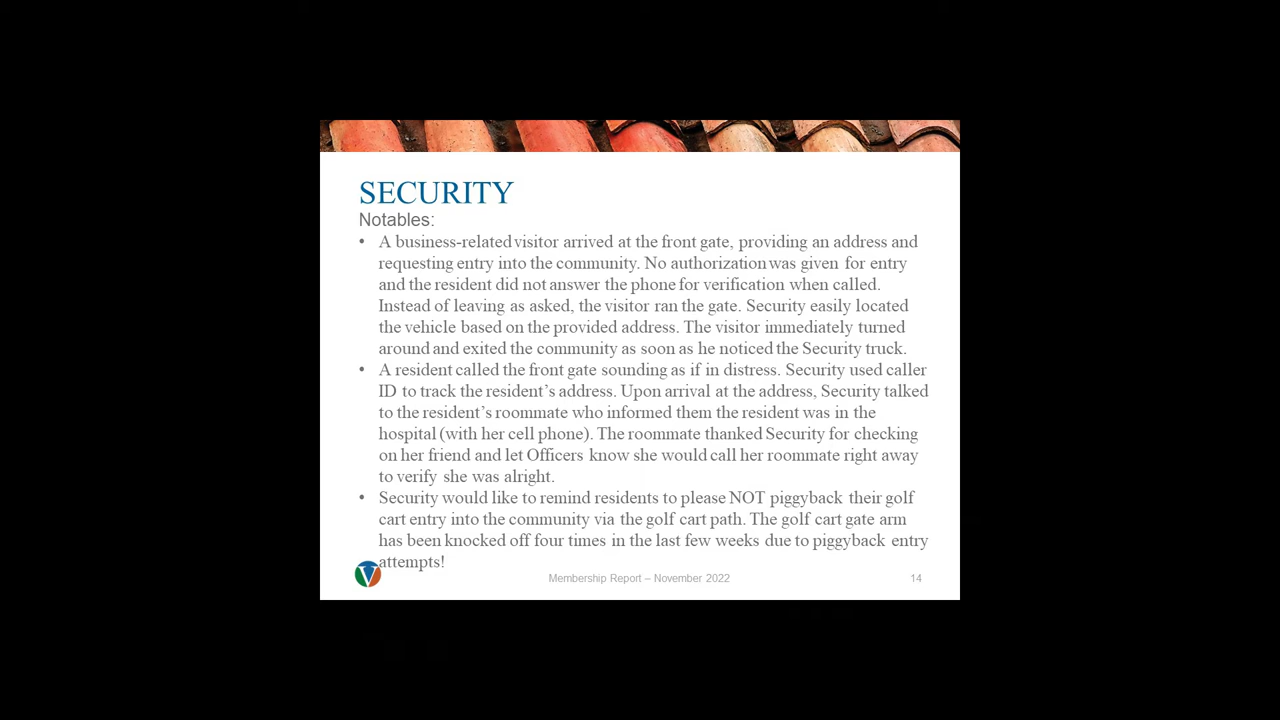 SECURITY
Notables:
• A business-related visitor arrived at the front gate, providing an address and
requesting entry into the community. No authorization was given for entry
and the resident did not answer the phone for verification when called.
Instead of leaving as asked, the visitor ran the gate. Security easily located
the vehicle based on the provided address. The visitor immediately turned
around and exited the community as soon as he noticed the Security truck.
• A resident called the front gate sounding as if in distress. Security used caller
ID to track the resident’s address. Upon arrival at the address, Security talked
to the resident’s roommate who informed them the resident was in the
hospital (with her cell phone). The roommate thanked Security for checking
on her friend and let Officers know she would call her roommate right away
to verify she was alright.
• Security would like to remind residents to please NOT piggyback their golf
cart entry into the community via the golf cart path. The golf cart gate arm
has been knocked off four times in the last few weeks due to piggyback entry
attempts!
V
Membership Report – November 2022
14